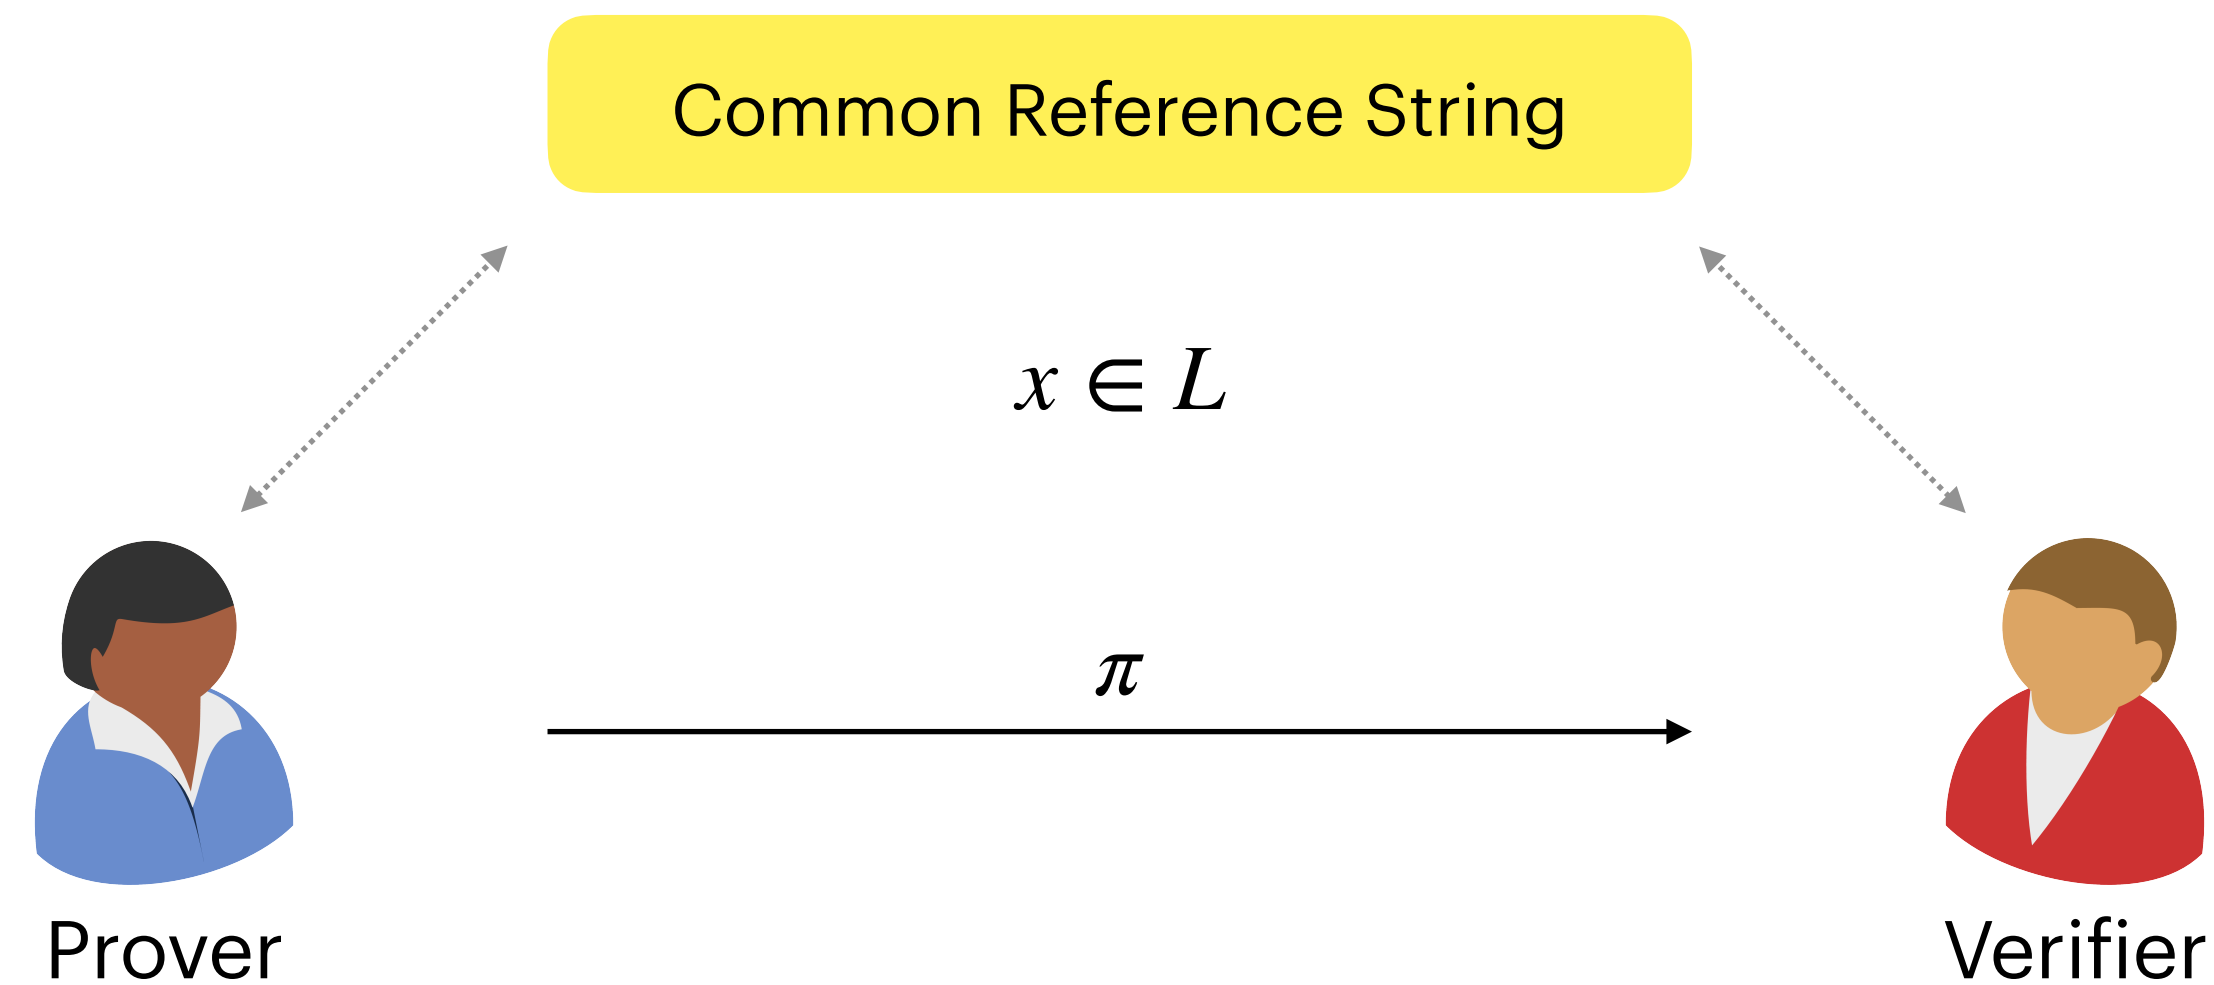 Common Reference String
x ∈ L
π
Prover
Verifier